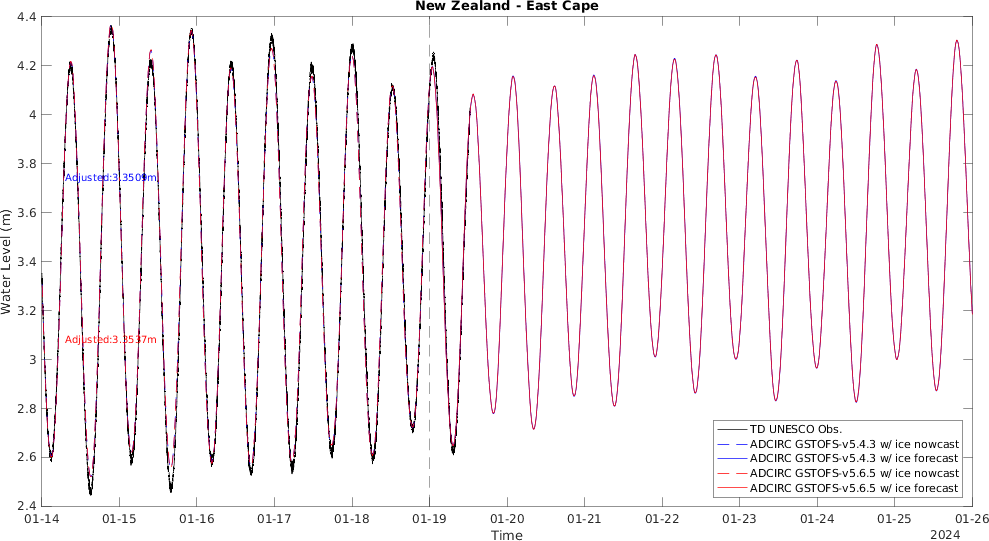 New Zealand - East Cape
4.4
4.2
4
3.8
3.6
3.4
3.2
3
2.8
2.6
2.4
Water Level (m)
Adjusted:3.3509m
Adjusted:3.3537m
TD UNESCO Obs.
ADCIRC GSTOFS-v5.4.3 w/ ice nowcast
ADCIRC GSTOFS-v5.4.3 w/ ice forecast
ADCIRC GSTOFS-v5.6.5 w/ ice nowcast
ADCIRC GSTOFS-v5.6.5 w/ ice forecast
01-14 01-15 01-16 01-17 01-18 01-19 01-20 01-21 01-22 01-23 01-24 01-25 01-26
Time
2024